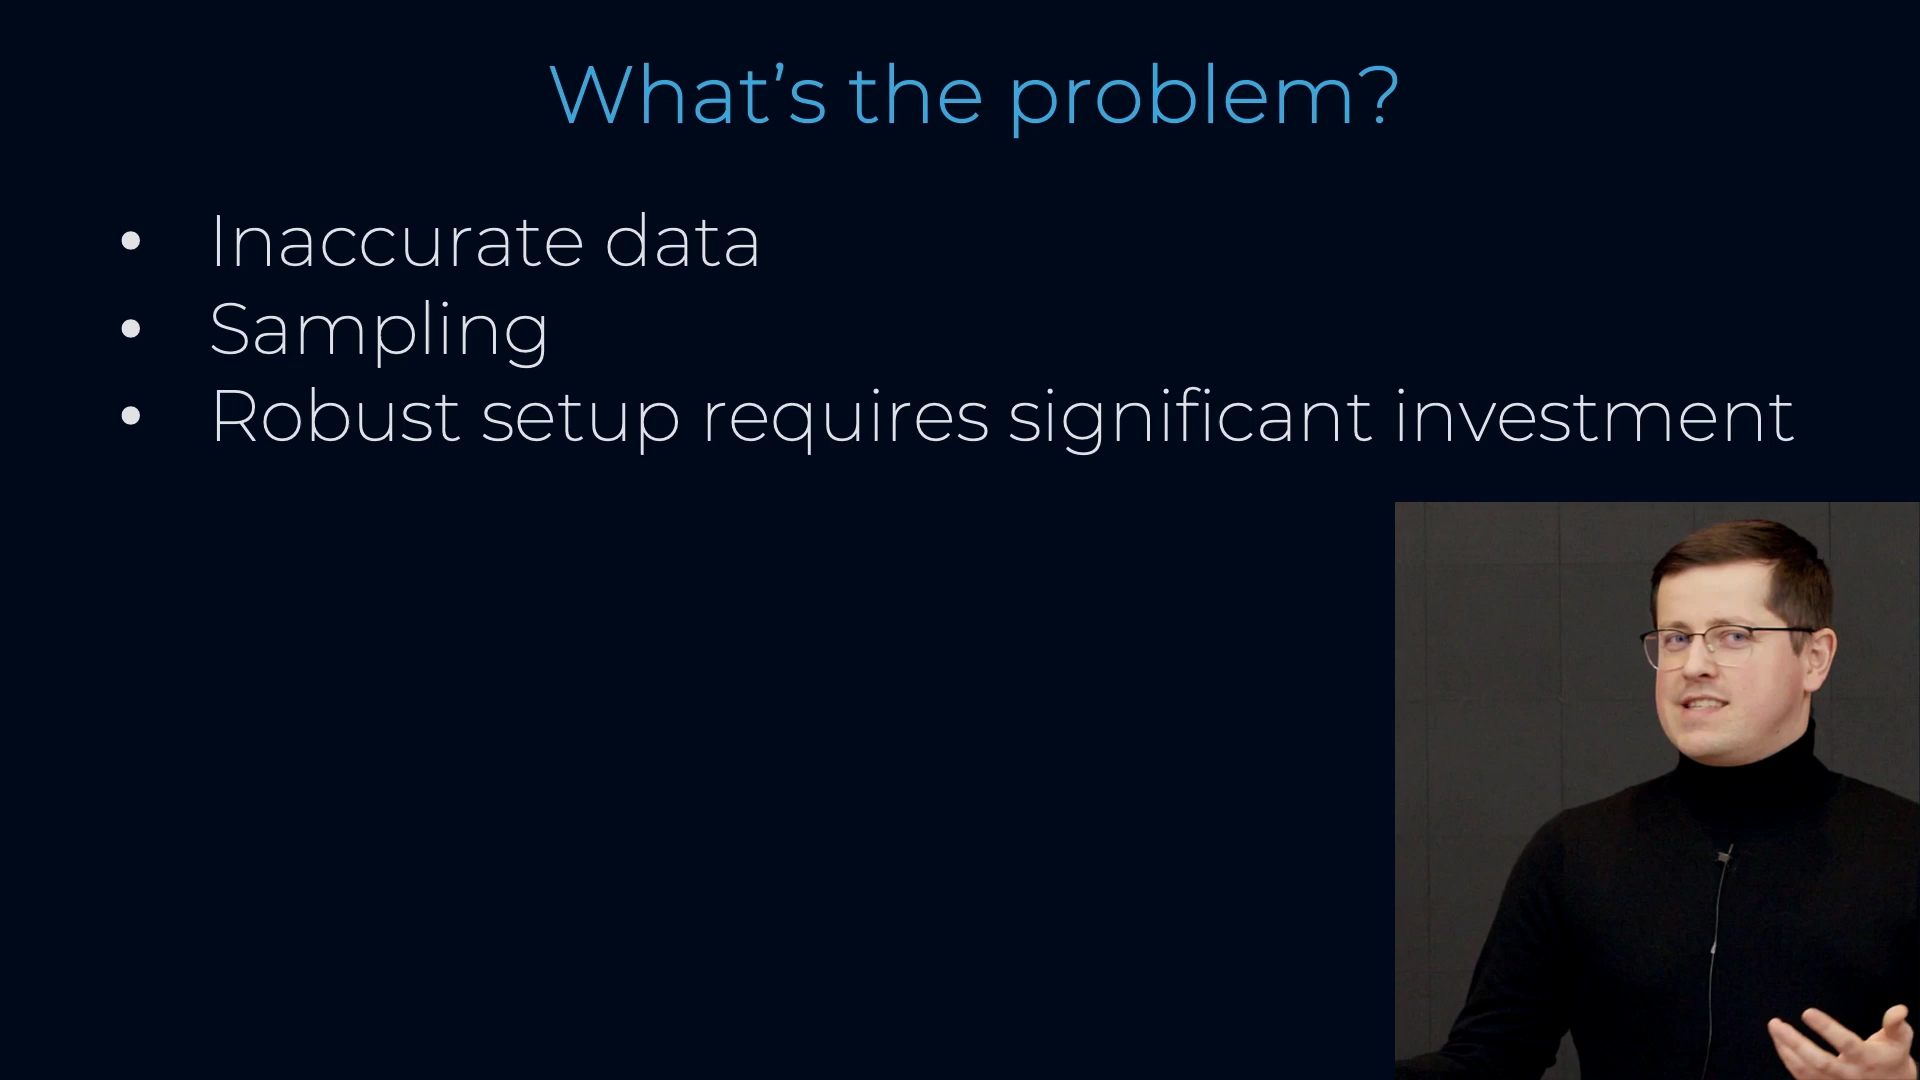 What’s the problem?
• Inaccurate data
• Sampling
• Robust setup requires significant investment